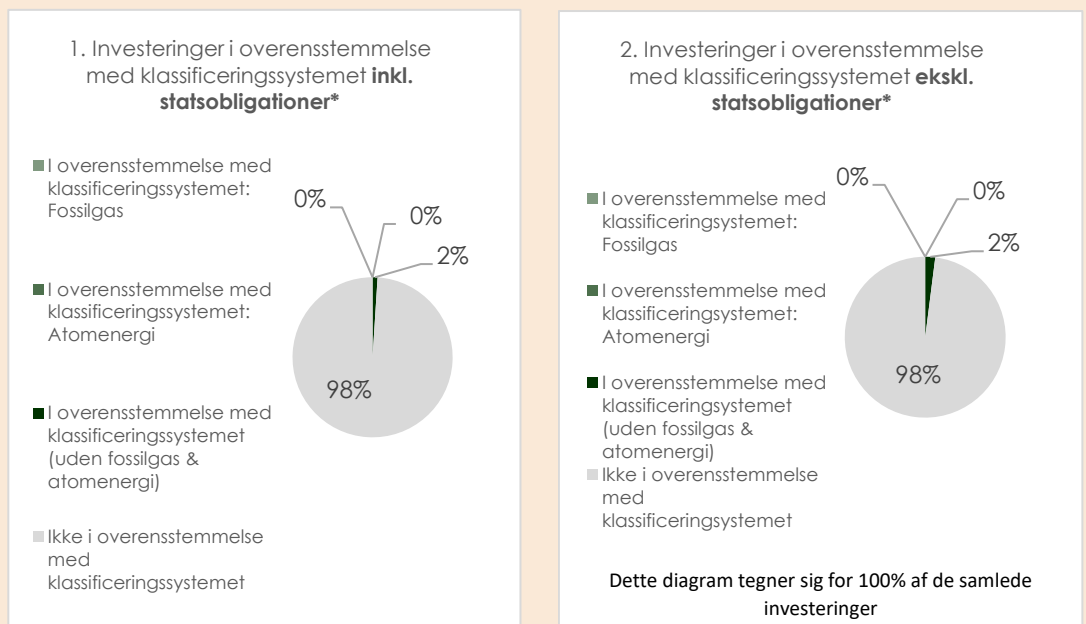 1. Investeringer i overensstemmelse
med klassificeringssystemet inkl.
statsobligationer*
I overensstemmelse med
klassificeringssystemet:
Fossilgas
I overensstemmelse med
klassificeringssystemet:
Atomenergi
I overensstemmelse med
klassificeringssystemet
(uden fossilgas &
atomenergi)
Ikke i overensstemmelse
med
klassificeringssystemet
0%
0%
2%
98%
2. Investeringer i overensstemmelse
med klassificeringssystemet ekskl.
statsobligationer*
I overensstemmelse med
klassificeringssystemet:
Fossilgas
I overensstemmelse med
klassificeringssystemet:
Atomenergi
I overensstemmelse med
klassificeringssystemet
(uden fossilgas &
atomenergi)
Ikke i overensstemmelse
med
klassificeringsystemet
0%
0%
2%
98%
Dette diagram tegner sig for 100% af de samlede
investeringer